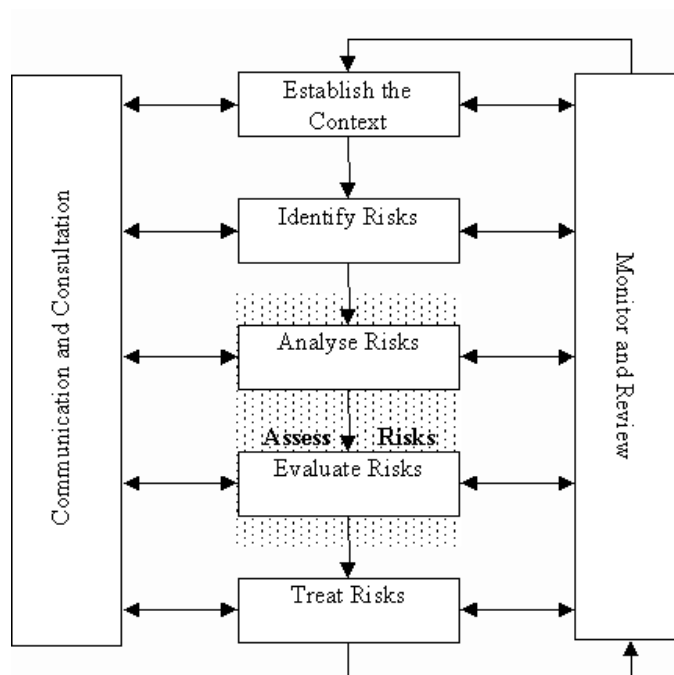 Establish the
Context
Identify Risks
Analyse Risks
Assess Risks
Evaluate Risks
Treat Risks
Communication and Consultation
Monitor and Review